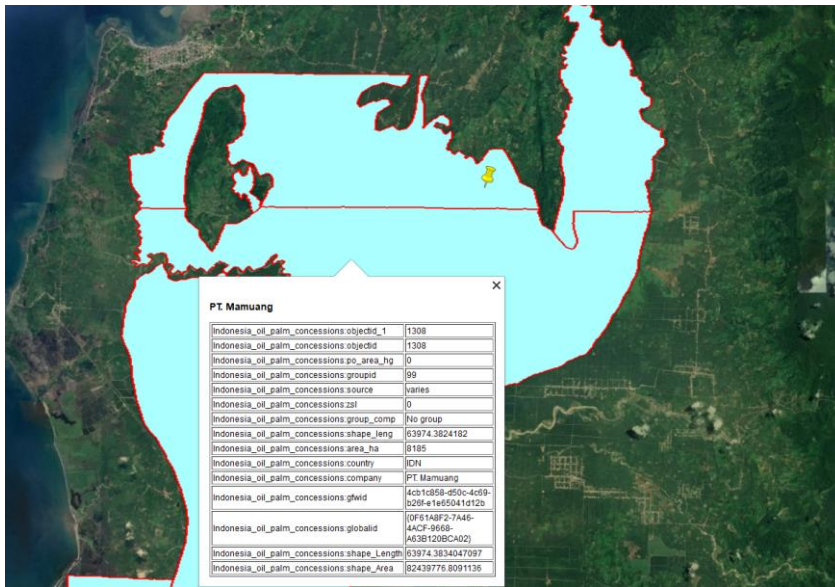 PT. Mamuang
Indonesia_oil_palm_concessions:objectid_1 1308
Indonesia_oil_palm_concessions:objectid 1308
Indonesia_oil_palm_concessions:po_area_hg 0
Indonesia_oil_palm_concessions:groupid 99
Indonesia_oil_palm_concessions:source varies
Indonesia_oil_palm_concessions:zsl 0
Indonesia_oil_palm_concessions:group_comp No group
Indonesia_oil_palm_concessions:shape_leng 63974.3824182
Indonesia_oil_palm_concessions:area_ha 8185
Indonesia_oil_palm_concessions:country IDN
Indonesia_oil_palm_concessions:company PT. Mamuang
Indonesia_oil_palm_concessions:gfwid 4cb1c858-d50c-4c69-
b26f-e1e65041d12b
Indonesia_oil_palm_concessions:globalid {0F61A8F2-7A46-
4ACF-9668-
A63B120BCA02}
Indonesia_oil_palm_concessions:shape_Length 63974.3834047097
Indonesia_oil_palm_concessions:shape_Area 82439776.8091136